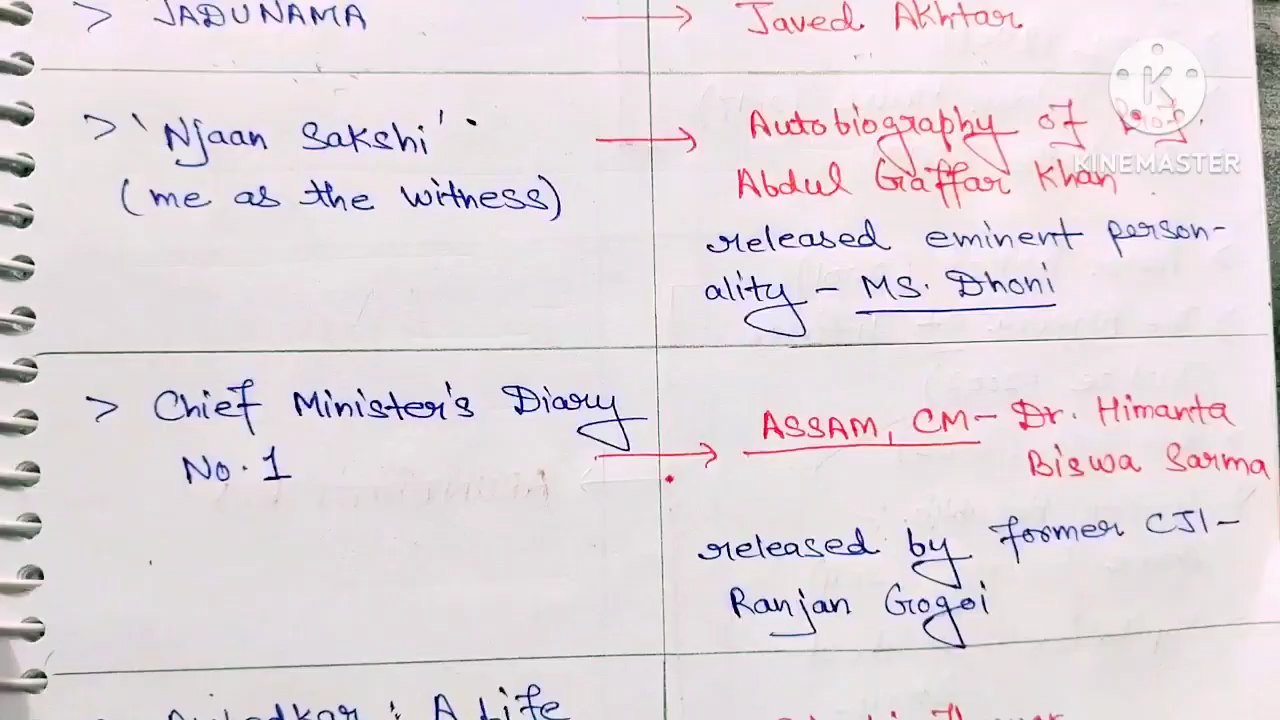 > JADUNAMA → Javed Akhtar
> 'Njaan Sakshi' → Autobiography of Prof.
(me as the witness) Abdul Gaffar Khan
released eminent person-
ality - MS. Dhoni
> Chief Minister's Diary No. 1 → ASSAM, CM - Dr. Himanta
Biswa Sarma
released by former CJI -
Ranjan Gogoi
: A Life
K
KINEMASTER